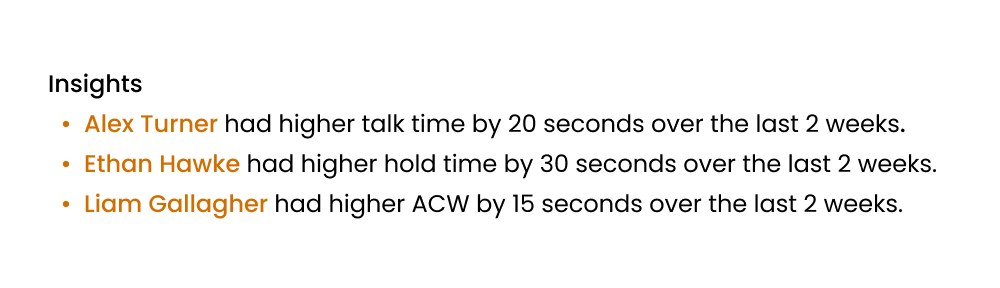 Insights
• Alex Turner had higher talk time by 20 seconds over the last 2 weeks.
• Ethan Hawke had higher hold time by 30 seconds over the last 2 weeks.
• Liam Gallagher had higher ACW by 15 seconds over the last 2 weeks.